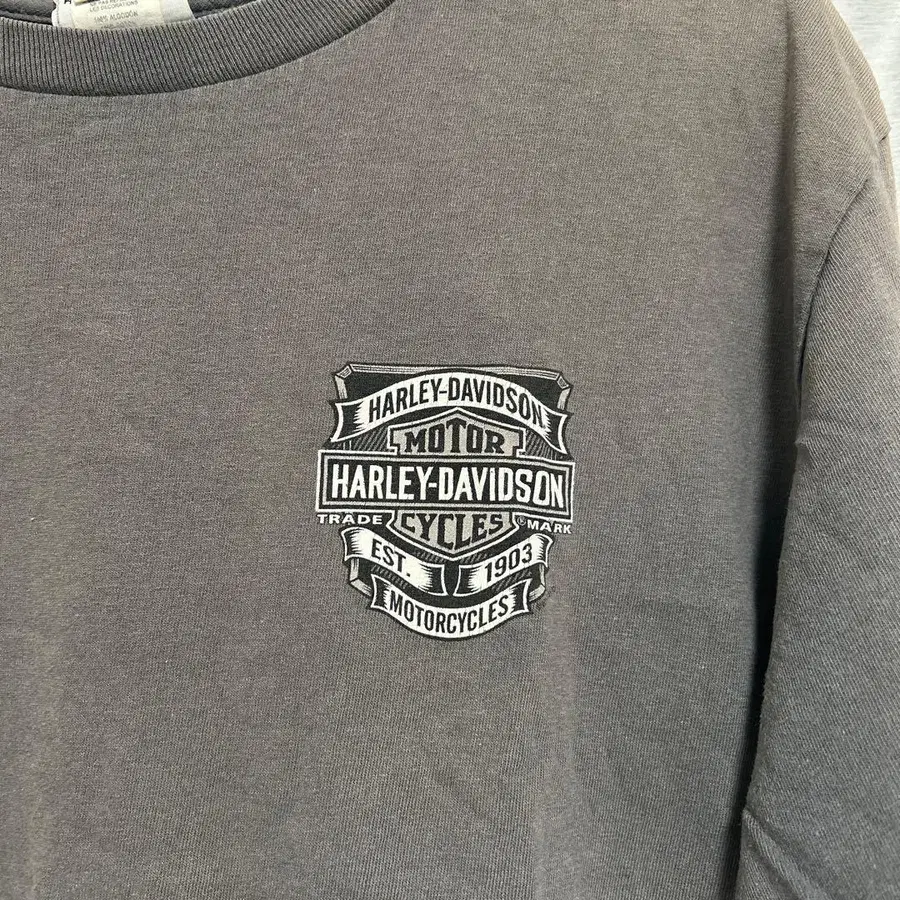 100% ALGODON
HARLEY-DAVIDSON
MOTOR
HARLEY-DAVIDSON
TRADE ® MARK
CYCLES
EST. 1903
MOTORCYCLES